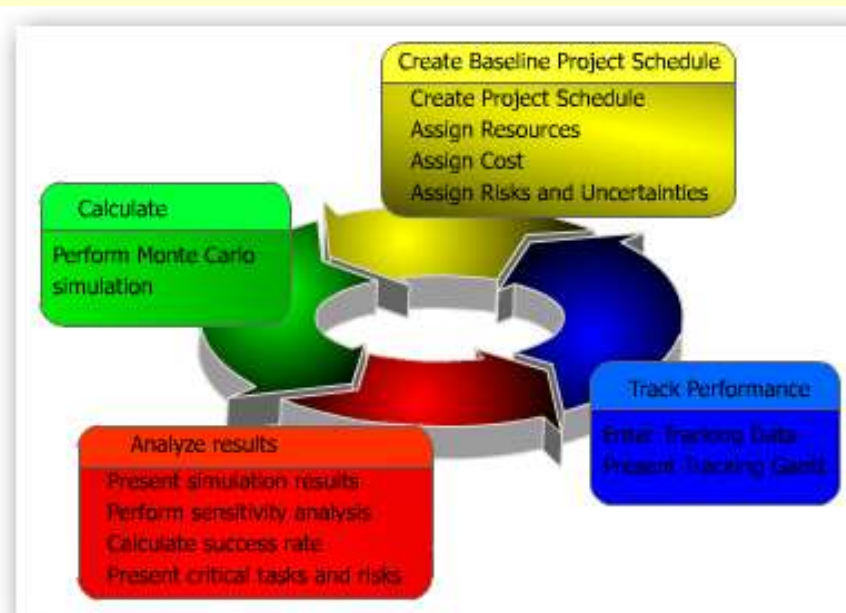 Create Baseline Project Schedule
Create Project Schedule
Assign Resources
Assign Cost
Assign Risks and Uncertainties
Calculate
Perform Monte Carlo
simulation
Analyze results
Present simulation results
Perform sensitivity analysis
Calculate success rate
Present critical tasks and risks
Track Performance
Enter Tracking Data
Present Tracking Gantt